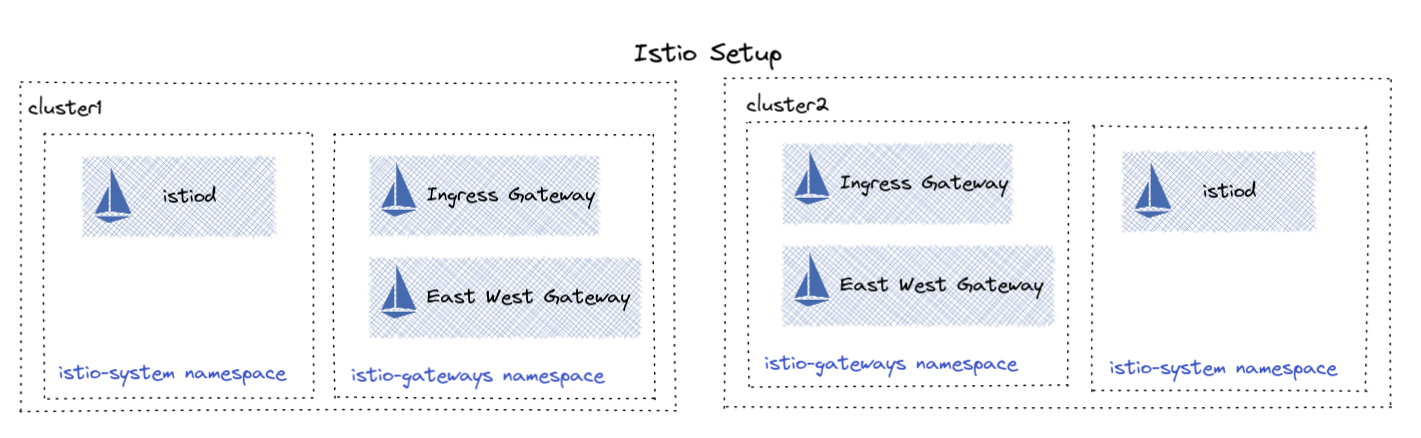 Istio Setup
cluster1
istiod
istio-system namespace
Ingress Gateway
East West Gateway
istio-gateways namespace
cluster2
Ingress Gateway
East West Gateway
istio-gateways namespace
istiod
istio-system namespace